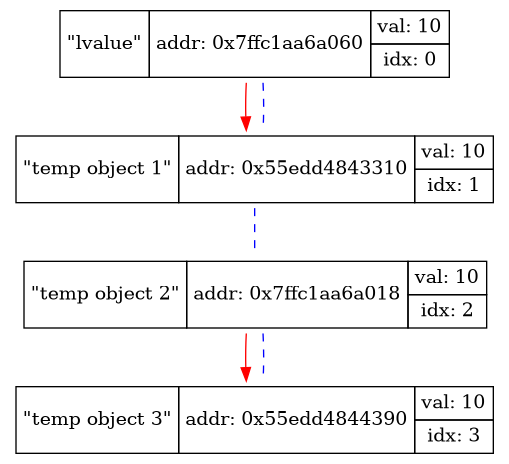 "lvalue" addr: 0x7ffc1aa6a060 val: 10
idx: 0
"temp object 1" addr: 0x55edd4843310 val: 10
idx: 1
"temp object 2" addr: 0x7ffc1aa6a018 val: 10
idx: 2
"temp object 3" addr: 0x55edd4844390 val: 10
idx: 3